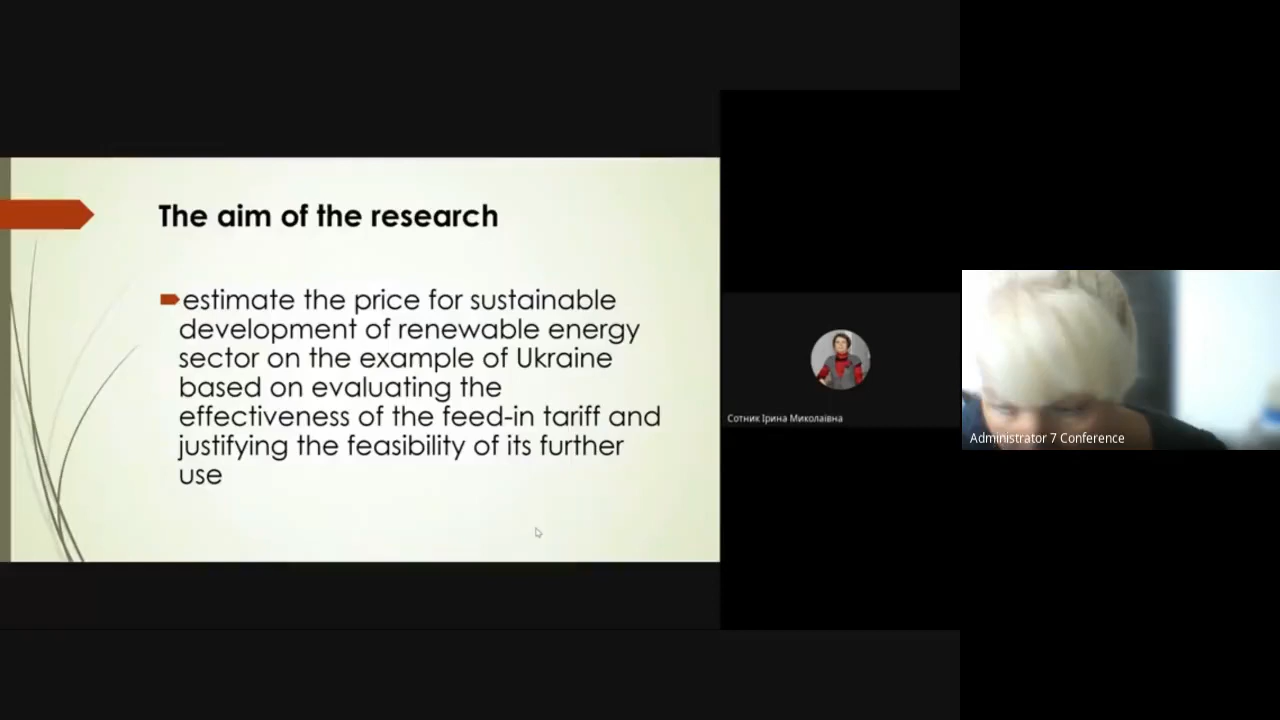 The aim of the research
estimate the price for sustainable
development of renewable energy
sector on the example of Ukraine
based on evaluating the
effectiveness of the feed-in tariff and
justifying the feasibility of its further
use
Сотник Ірина Миколаївна
Administrator 7 Conference